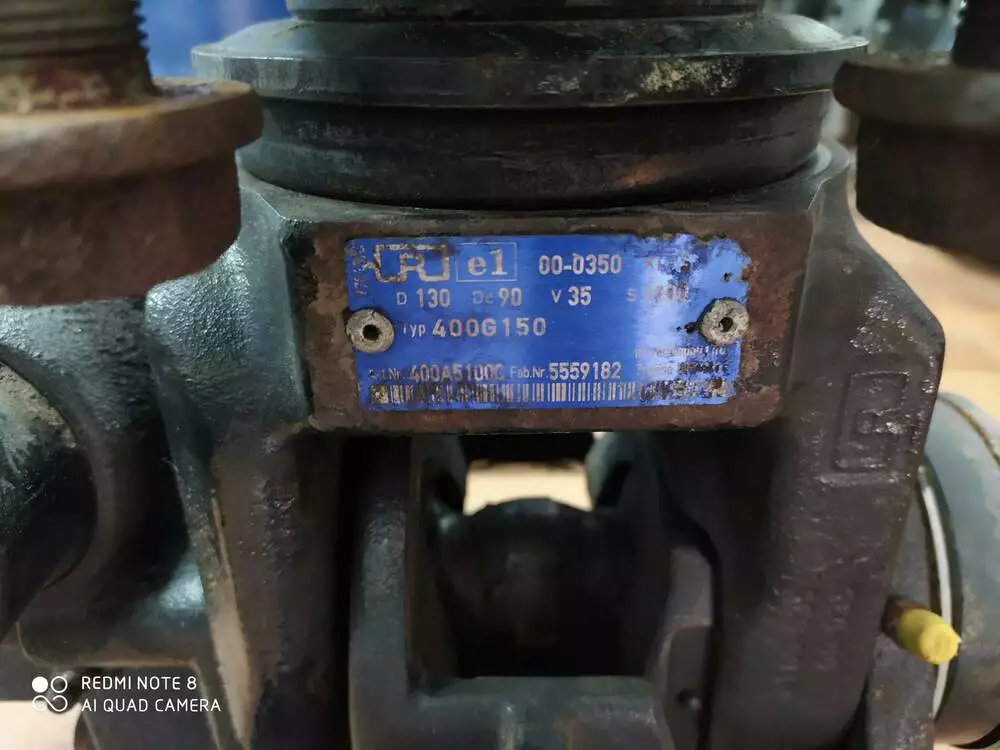 e1 00-0350
D 130 Dc 90 V 35 S
Typ 400G150
400A5100C Fab.Nr 5559182
REDMI NOTE 8
AI QUAD CAMERA